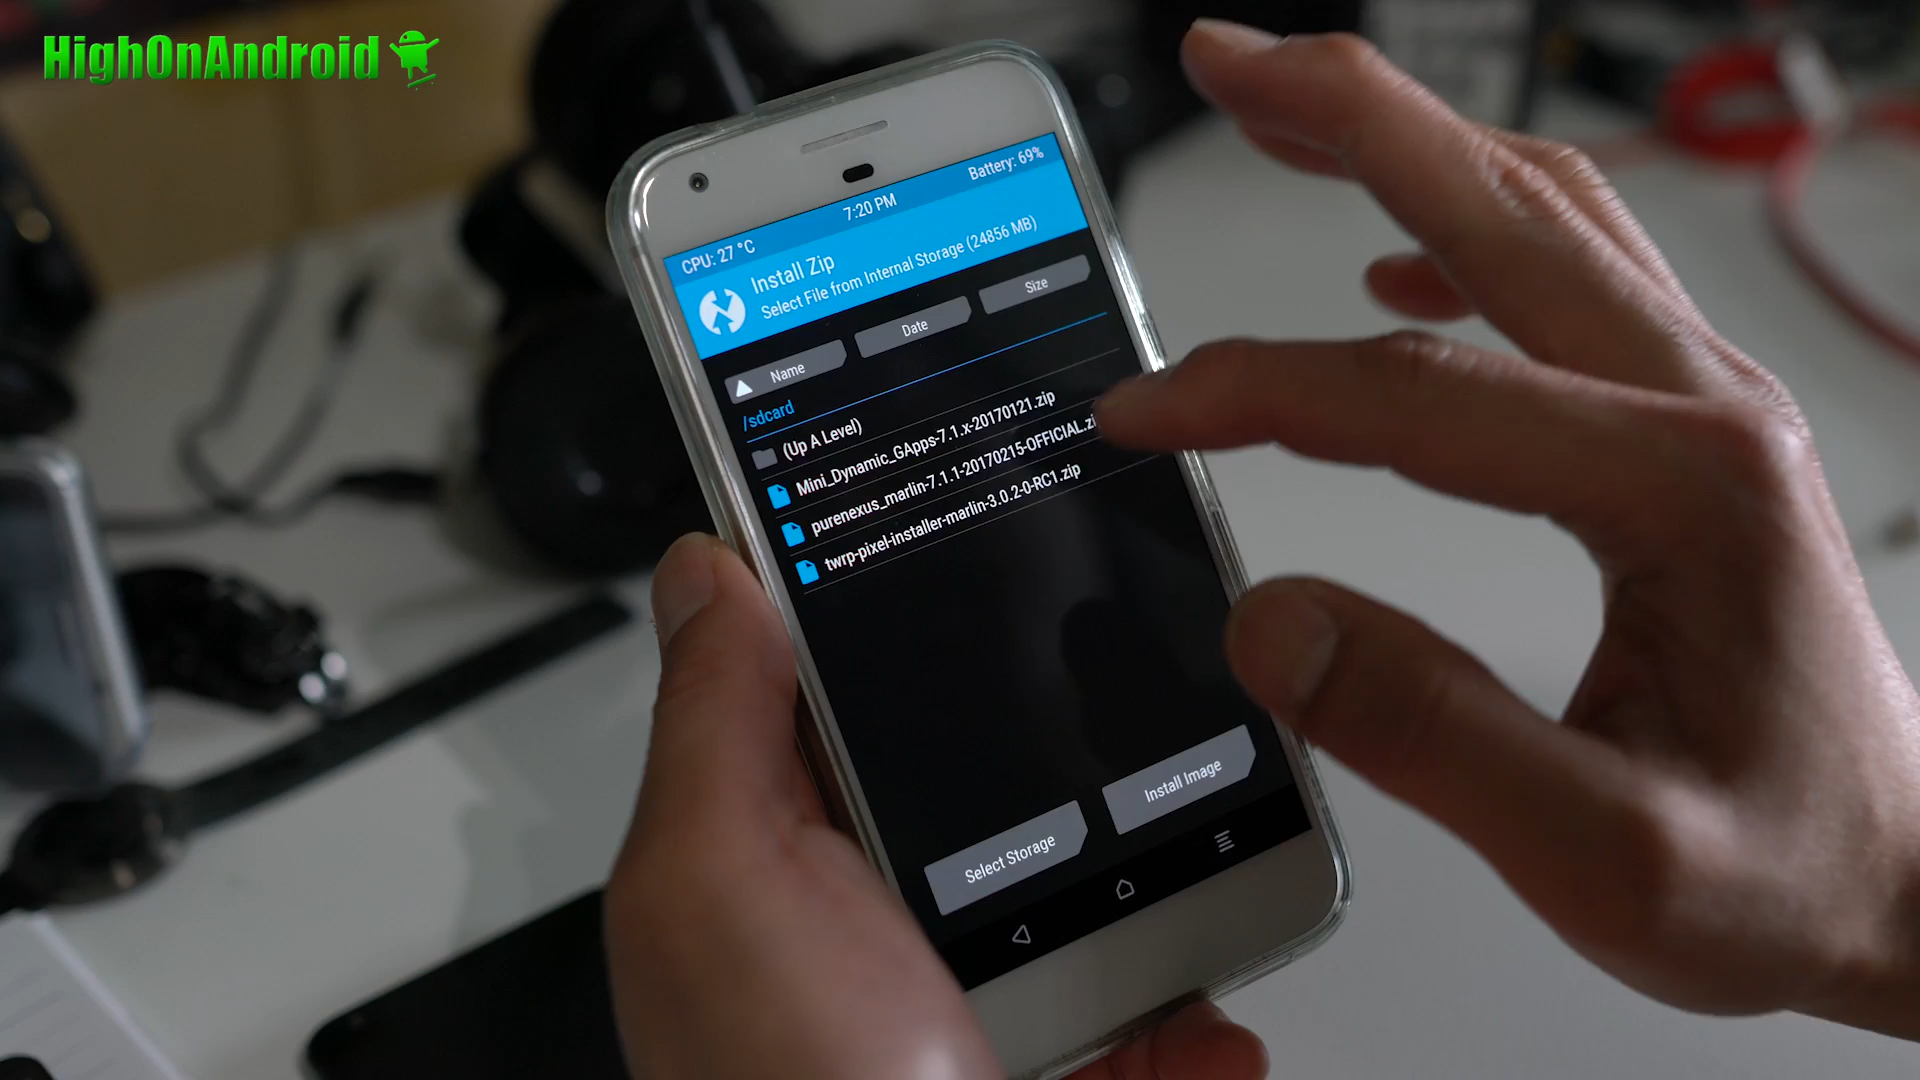 HighOnAndroid
CPU: 27 °C
7:20 PM
Battery: 69%
Install Zip
Select File from Internal Storage (24856 MB)
Name
Date
Size
/sdcard
(Up A Level)
Mini_Dynamic_GApps-7.1.x-20170121.zip
purenexus_marlin-7.1.1-20170215-OFFICIAL.zi
twrp-pixel-installer-marlin-3.0.2-0-RC1.zip
Select Storage
Install Image